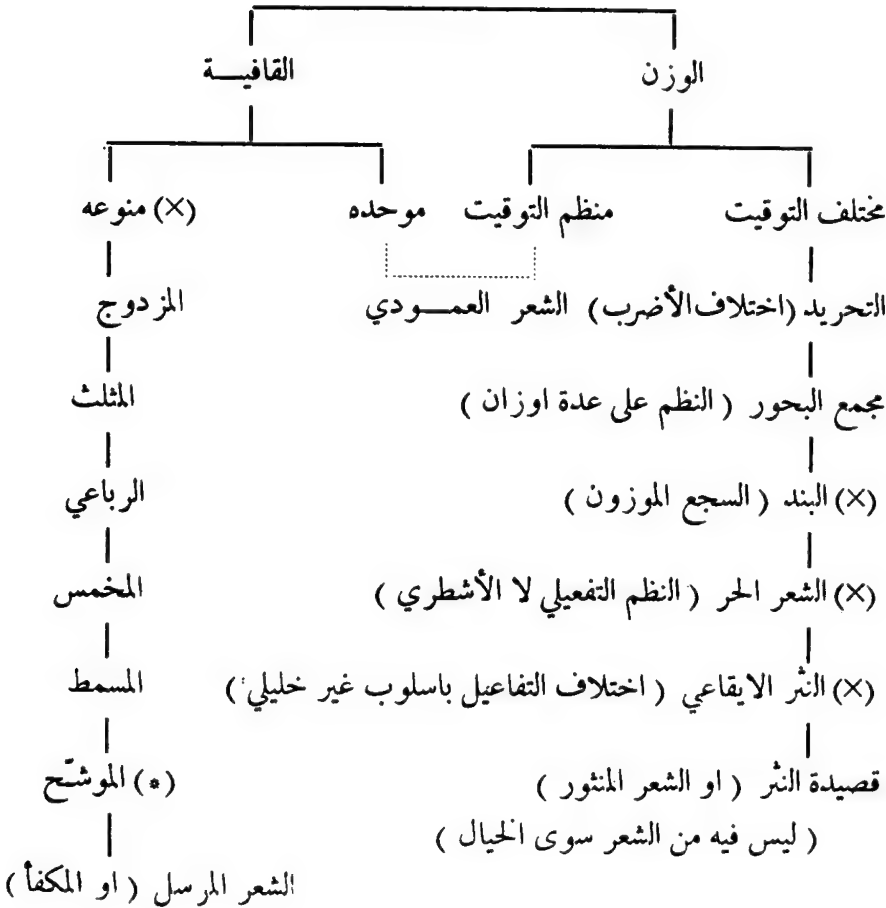 الوزن القافيـــة
مختلف التوقيت منظم التوقيت موحده (×) منوعه
التحريد (اختلاف الأضرب) الشعر العمـــودي المزدوج
مجمع البحور ( النظم على عدة اوزان ) المثلث
(×) البند ( السجع الموزون ) الرباعي
(×) الشعر الحر ( النظم التفعيلي لا الأشطري ) المخمس
(×) النثر الايقاعي ( اختلاف التفاعيل باسلوب غير خليلي ) المسمط
قصيدة النثر ( او الشعر المنثور ) (*) الموشّح
( ليس فيه من الشعر سوى الخيال )
الشعر المرسل ( او المكفأ )